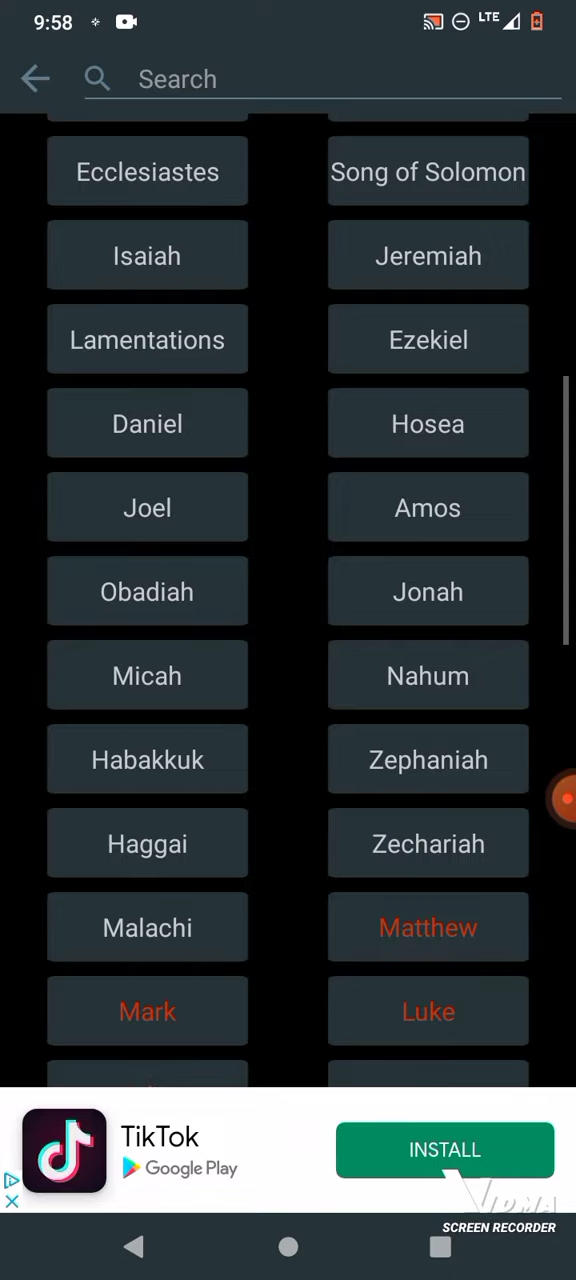 9:58
LTE
Search
Ecclesiastes
Song of Solomon
Isaiah
Jeremiah
Lamentations
Ezekiel
Daniel
Hosea
Joel
Amos
Obadiah
Jonah
Micah
Nahum
Habakkuk
Zephaniah
Haggai
Zechariah
Malachi
Matthew
Mark
Luke
TikTok
Google Play
INSTALL
VIDMA
SCREEN RECORDER